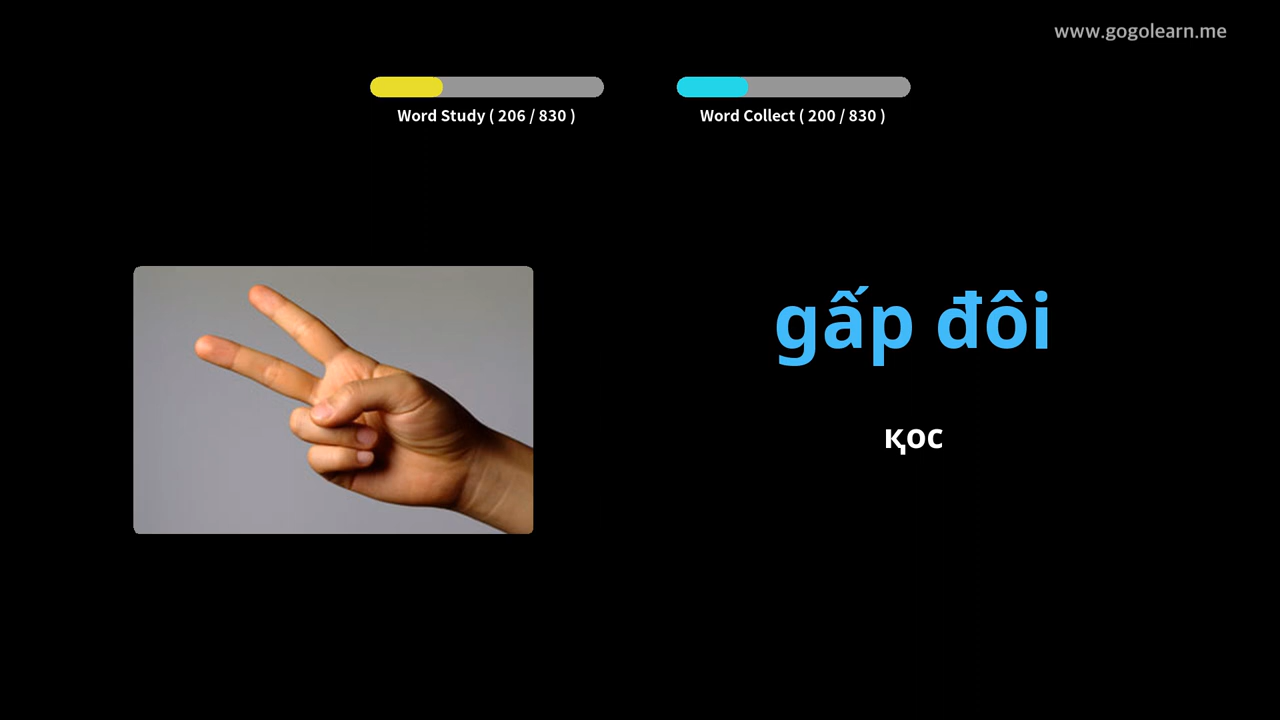 www.gogolearn.me
Word Study ( 206 / 830 )
Word Collect ( 200 / 830 )
gấp đôi
қос